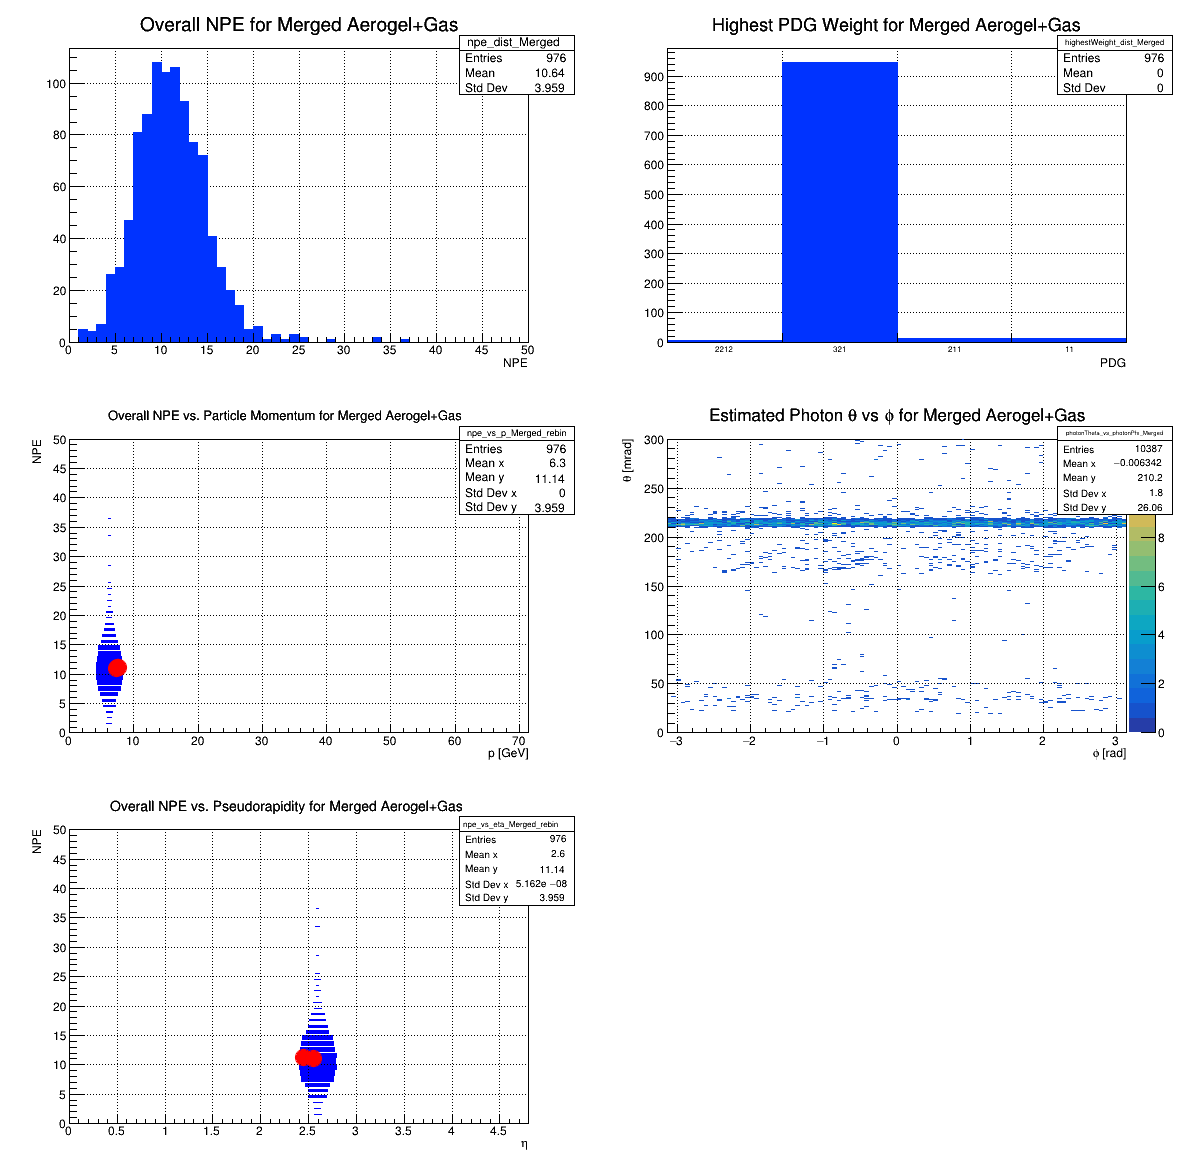 Overall NPE for Merged Aerogel+Gas
npe_dist_Merged
Entries 976
Mean 10.64
Std Dev 3.959
100
80
60
40
20
0
0 5 10 15 20 25 30 35 40 45 50
NPE
Highest PDG Weight for Merged Aerogel+Gas
highestWeight_dist_Merged
Entries 976
Mean 0
Std Dev 0
900
800
700
600
500
400
300
200
100
0
2212 321 211 11
PDG
Overall NPE vs. Particle Momentum for Merged Aerogel+Gas
npe_vs_p_Merged_rebin
Entries 976
Mean x 6.3
Mean y 11.14
Std Dev x 0
Std Dev y 3.959
NPE
50
45
40
35
30
25
20
15
10
5
0
0 10 20 30 40 50 60 70
p [GeV]
Estimated Photon θ vs ϕ for Merged Aerogel+Gas
photonTheta_vs_photonPhi_Merged
Entries 10387
Mean x −0.006342
Mean y 210.2
Std Dev x 1.8
Std Dev y 26.06
θ [mrad]
300
250
200
150
100
50
0
−3 −2 −1 0 1 2 3
ϕ [rad]
8
6
4
2
0
Overall NPE vs. Pseudorapidity for Merged Aerogel+Gas
npe_vs_eta_Merged_rebin
Entries 976
Mean x 2.6
Mean y 11.14
Std Dev x 5.162e −08
Std Dev y 3.959
NPE
50
45
40
35
30
25
20
15
10
5
0
0 0.5 1 1.5 2 2.5 3 3.5 4 4.5
η